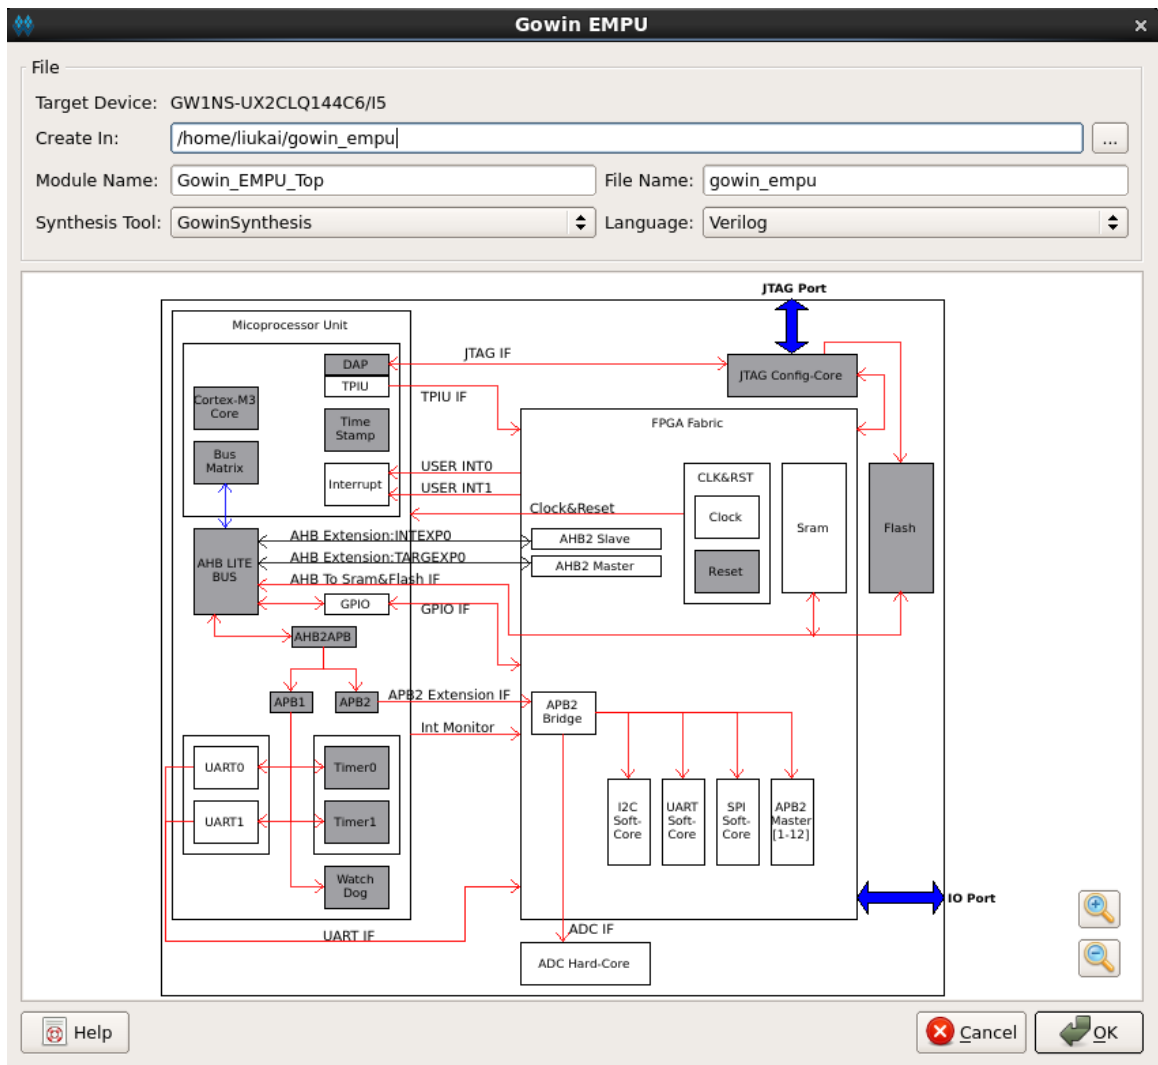 Gowin EMPU
File
Target Device: GW1NS-UX2CLQ144C6/I5
Create In: /home/liukai/gowin_empu
...
Module Name: Gowin_EMPU_Top
File Name: gowin_empu
Synthesis Tool: GowinSynthesis
Language: Verilog
JTAG Port
Micoprocessor Unit
DAP
TPIU
JTAG IF
JTAG Config-Core
TPIU IF
Cortex-M3
Core
Time
Stamp
FPGA Fabric
Bus
Matrix
Interrupt
USER INT0
USER INT1
CLK&RST
Clock
Reset
Sram
Flash
Clock&Reset
AHB LITE
BUS
AHB Extension:INTEXP0
AHB2 Slave
AHB Extension:TARGEXP0
AHB2 Master
AHB To Sram&Flash IF
GPIO
GPIO IF
AHB2APB
APB1
APB2
APB2 Extension IF
APB2
Bridge
Int Monitor
UART0
Timer0
UART1
Timer1
I2C
Soft-
Core
UART
Soft-
Core
SPI
Soft-
Core
APB2
Master
[1-12]
Watch
Dog
IO Port
UART IF
ADC IF
ADC Hard-Core
Help
Cancel
OK